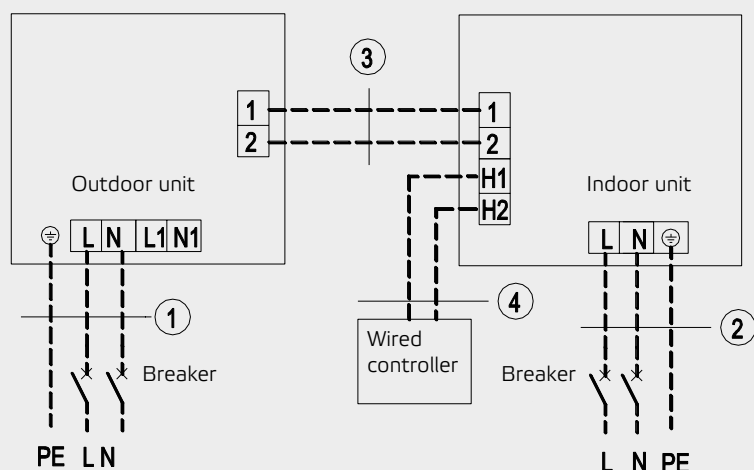 3
1
1
2
2
H1
H2
Outdoor unit
Indoor unit
L N L1 N1
L N
1
4
2
Wired
controller
Breaker
Breaker
PE L N
L N PE